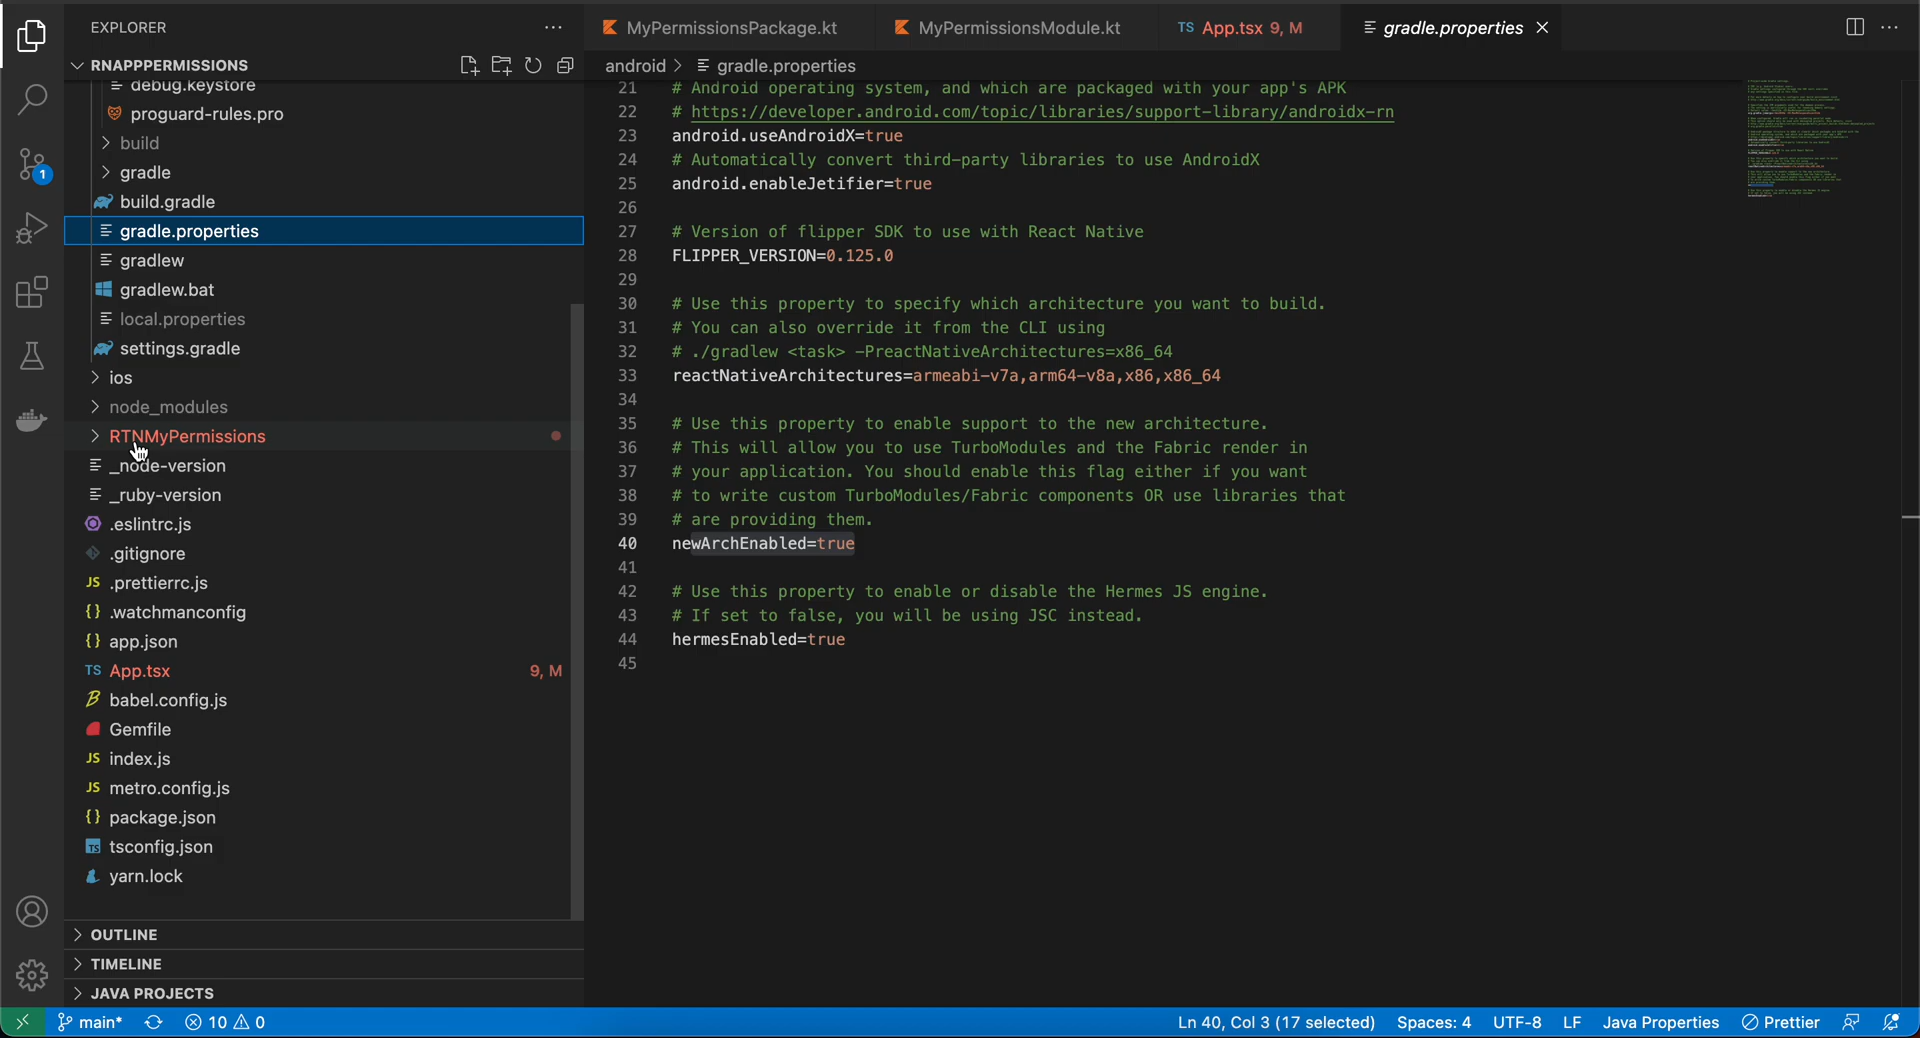 EXPLORER
RNAPPPERMISSIONS
debug.keystore
proguard-rules.pro
build
gradle
build.gradle
gradle.properties
gradlew
gradlew.bat
local.properties
settings.gradle
ios
node_modules
RTNMyPermissions
_node-version
_ruby-version
.eslintrc.js
.gitignore
JS .prettierrc.js
{} .watchmanconfig
{} app.json
TS App.tsx 9, M
babel.config.js
Gemfile
JS index.js
JS metro.config.js
{} package.json
TS tsconfig.json
yarn.lock
OUTLINE
TIMELINE
JAVA PROJECTS
1
MyPermissionsPackage.kt
MyPermissionsModule.kt
TS App.tsx 9, M
gradle.properties
android > gradle.properties
21 # Android operating system, and which are packaged with your app's APK
22 # https://developer.android.com/topic/libraries/support-library/androidx-rn
23 android.useAndroidX=true
24 # Automatically convert third-party libraries to use AndroidX
25 android.enableJetifier=true
26
27 # Version of flipper SDK to use with React Native
28 FLIPPER_VERSION=0.125.0
29
30 # Use this property to specify which architecture you want to build.
31 # You can also override it from the CLI using
32 # ./gradlew <task> -PreactNativeArchitectures=x86_64
33 reactNativeArchitectures=armeabi-v7a,arm64-v8a,x86,x86_64
34
35 # Use this property to enable support to the new architecture.
36 # This will allow you to use TurboModules and the Fabric render in
37 # your application. You should enable this flag either if you want
38 # to write custom TurboModules/Fabric components OR use libraries that
39 # are providing them.
40 newArchEnabled=true
41
42 # Use this property to enable or disable the Hermes JS engine.
43 # If set to false, you will be using JSC instead.
44 hermesEnabled=true
45
main* 10 0
Ln 40, Col 3 (17 selected) Spaces: 4 UTF-8 LF Java Properties Prettier